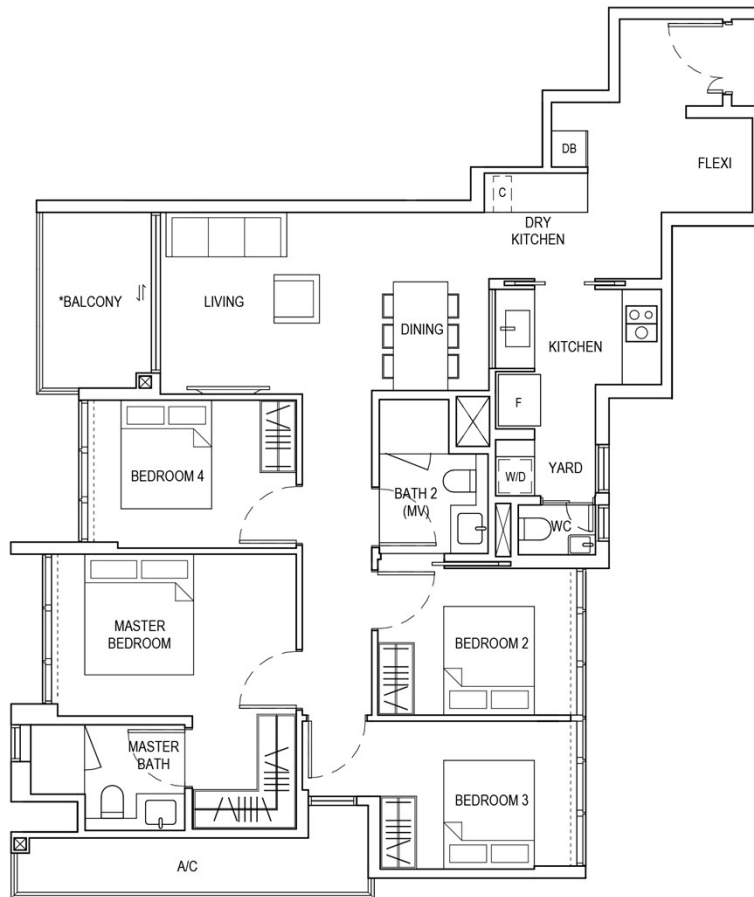 DB
FLEXI
C
DRY
KITCHEN
*BALCONY
LIVING
DINING
KITCHEN
F
BEDROOM 4
W/D
YARD
BATH 2
(MV)
WC
MASTER
BEDROOM
BEDROOM 2
MASTER
BATH
BEDROOM 3
A/C